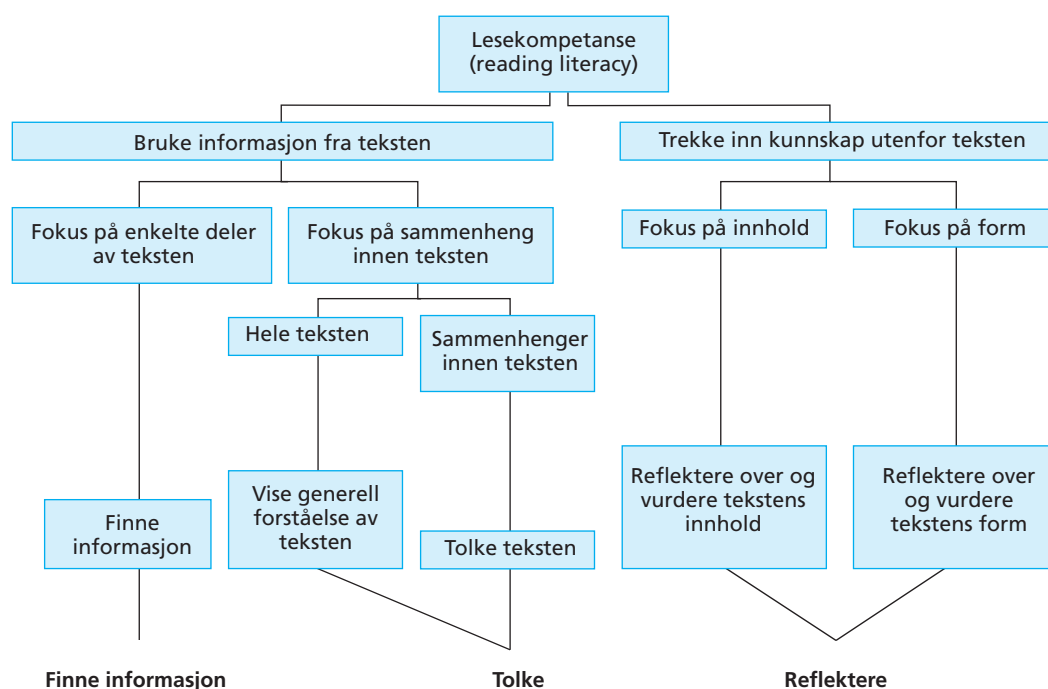 Lesekompetanse
(reading literacy)
Bruke informasjon fra teksten
Trekke inn kunnskap utenfor teksten
Fokus på enkelte deler
av teksten
Fokus på sammenheng
innen teksten
Fokus på innhold
Fokus på form
Hele teksten
Sammenhenger
innen teksten
Finne
informasjon
Vise generell
forståelse av
teksten
Tolke teksten
Reflektere over og
vurdere tekstens
innhold
Reflektere over
og vurdere
tekstens form
Finne informasjon
Tolke
Reflektere